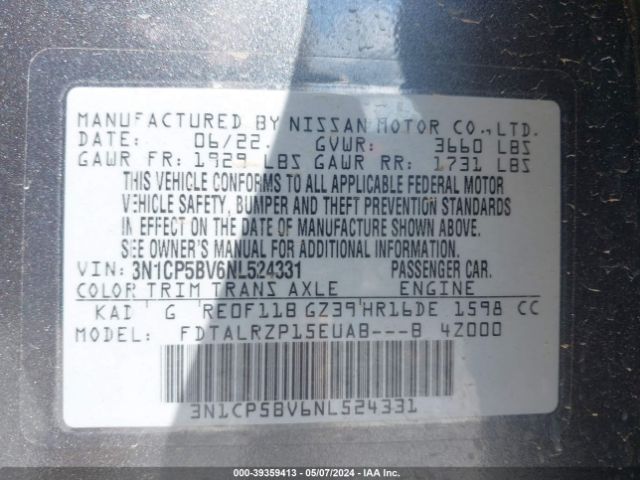 MANUFACTURED BY NISSAN MOTOR CO., LTD.
DATE: 06/22. GVWR: 3660 LBS
GAWR FR: 1929 LBS GAWR RR: 1731 LBS
THIS VEHICLE CONFORMS TO ALL APPLICABLE FEDERAL MOTOR
VEHICLE SAFETY, BUMPER AND THEFT PREVENTION STANDARDS
IN EFFECT ON THE DATE OF MANUFACTURE SHOWN ABOVE.
SEE OWNER'S MANUAL FOR ADDITIONAL INFORMATION.
VIN: 3N1CP5BV6NL524331 PASSENGER CAR.
COLOR TRIM TRANS AXLE ENGINE
KAD G RE0F11B GZ39 HR16DE 1598 CC
MODEL: FDTALRZP15EUAB---B 4Z000
3N1CP5BV6NL524331
000-39359413 - 05/07/2024 - IAA Inc.